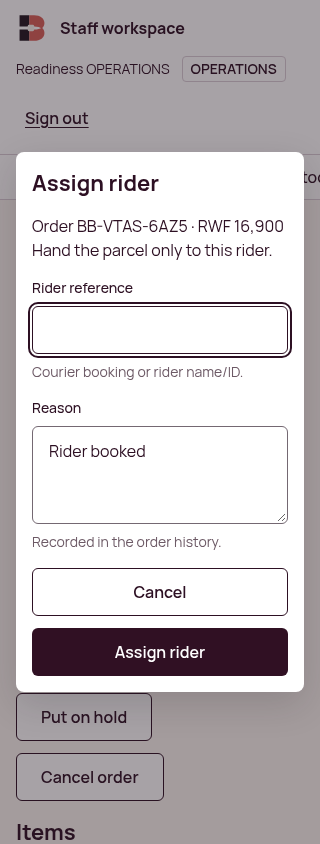 Staff workspace
Readiness OPERATIONS
OPERATIONS
Sign out
Assign rider
Order BB-VTAS-6AZ5 · RWF 16,900
Hand the parcel only to this rider.
Rider reference
Courier booking or rider name/ID.
Reason
Rider booked
Recorded in the order history.
Cancel
Assign rider
Put on hold
Cancel order
Items